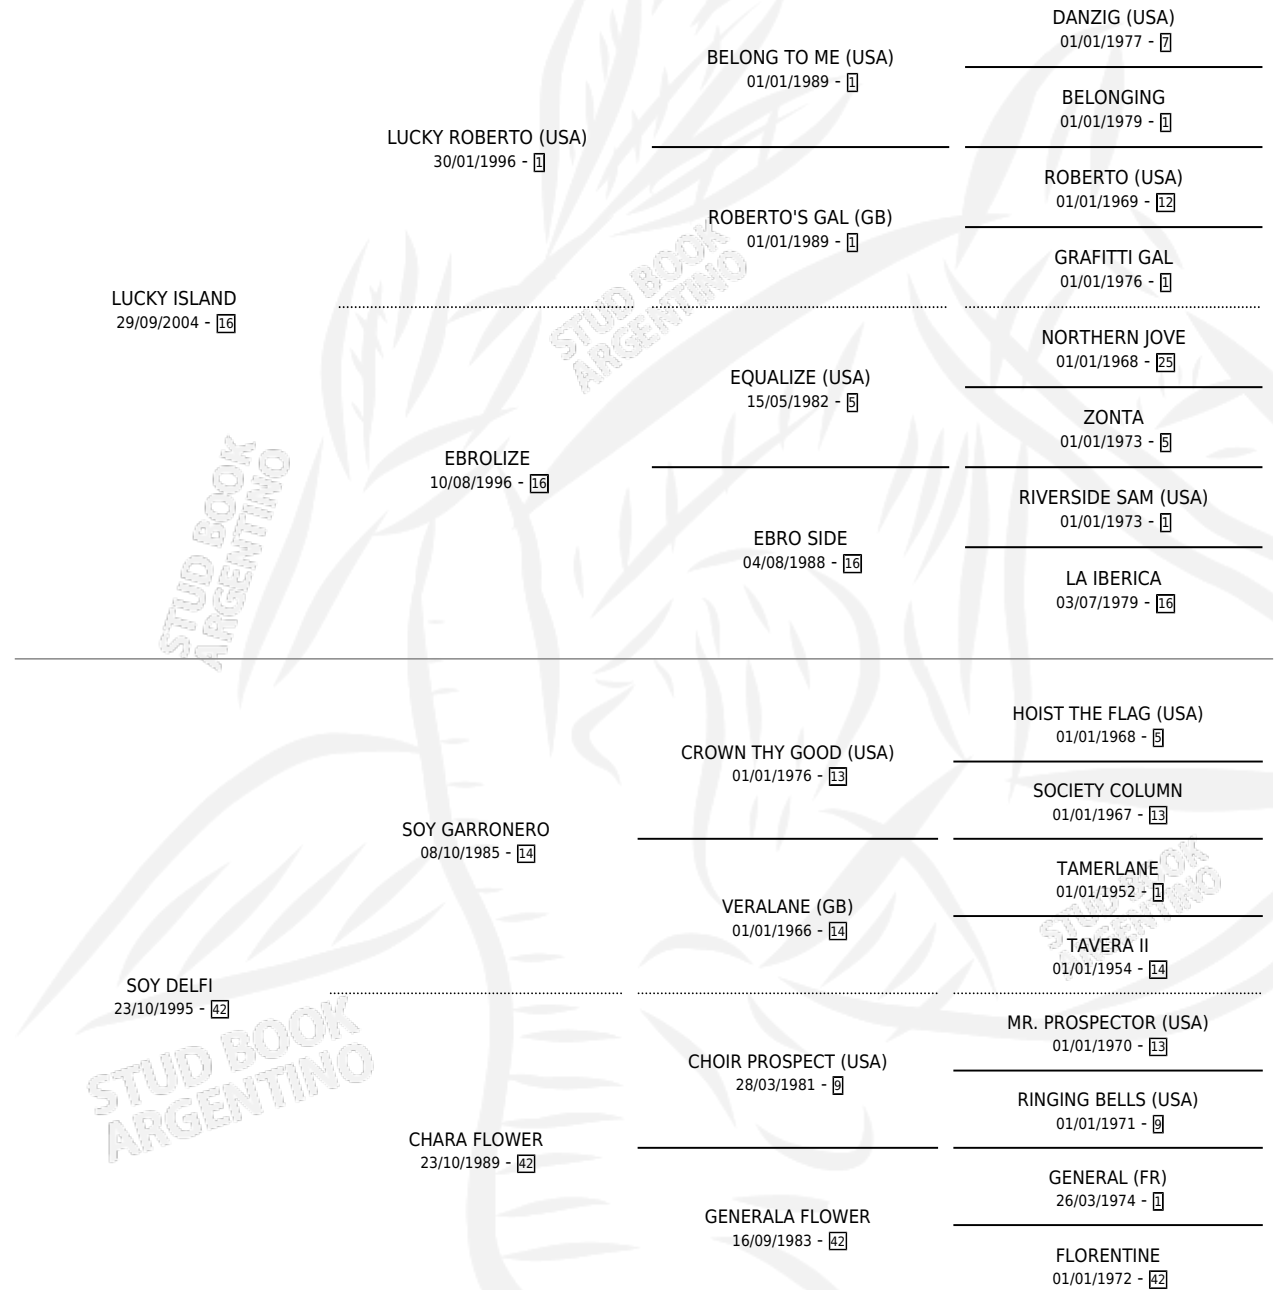 DANZIG (USA)
01/01/1977 - 7
BELONG TO ME (USA)
01/01/1989 - 1
BELONGING
01/01/1979 - 1
LUCKY ROBERTO (USA)
30/01/1996 - 1
ROBERTO (USA)
01/01/1969 - 12
ROBERTO'S GAL (GB)
01/01/1989 - 1
GRAFITTI GAL
01/01/1976 - 1
LUCKY ISLAND
29/09/2004 - 16
NORTHERN JOVE
01/01/1968 - 25
EQUALIZE (USA)
15/05/1982 - 5
ZONTA
01/01/1973 - 5
EBROLIZE
10/08/1996 - 16
RIVERSIDE SAM (USA)
01/01/1973 - 1
EBRO SIDE
04/08/1988 - 16
LA IBERICA
03/07/1979 - 16
HOIST THE FLAG (USA)
01/01/1968 - 5
CROWN THY GOOD (USA)
01/01/1976 - 13
SOCIETY COLUMN
01/01/1967 - 13
SOY GARRONERO
08/10/1985 - 14
TAMERLANE
01/01/1952 - 1
VERALANE (GB)
01/01/1966 - 14
TAVERA II
01/01/1954 - 14
SOY DELFI
23/10/1995 - 42
MR. PROSPECTOR (USA)
01/01/1970 - 13
CHOIR PROSPECT (USA)
28/03/1981 - 9
RINGING BELLS (USA)
01/01/1971 - 9
CHARA FLOWER
23/10/1989 - 42
GENERAL (FR)
26/03/1974 - 1
GENERALA FLOWER
16/09/1983 - 42
FLORENTINE
01/01/1972 - 42
STUD BOOK
ARGENTINO
STUD BOOK
ARGENTINO
STUD BOOK
ARGENTINO
STUD BOOK
ARGENTINO